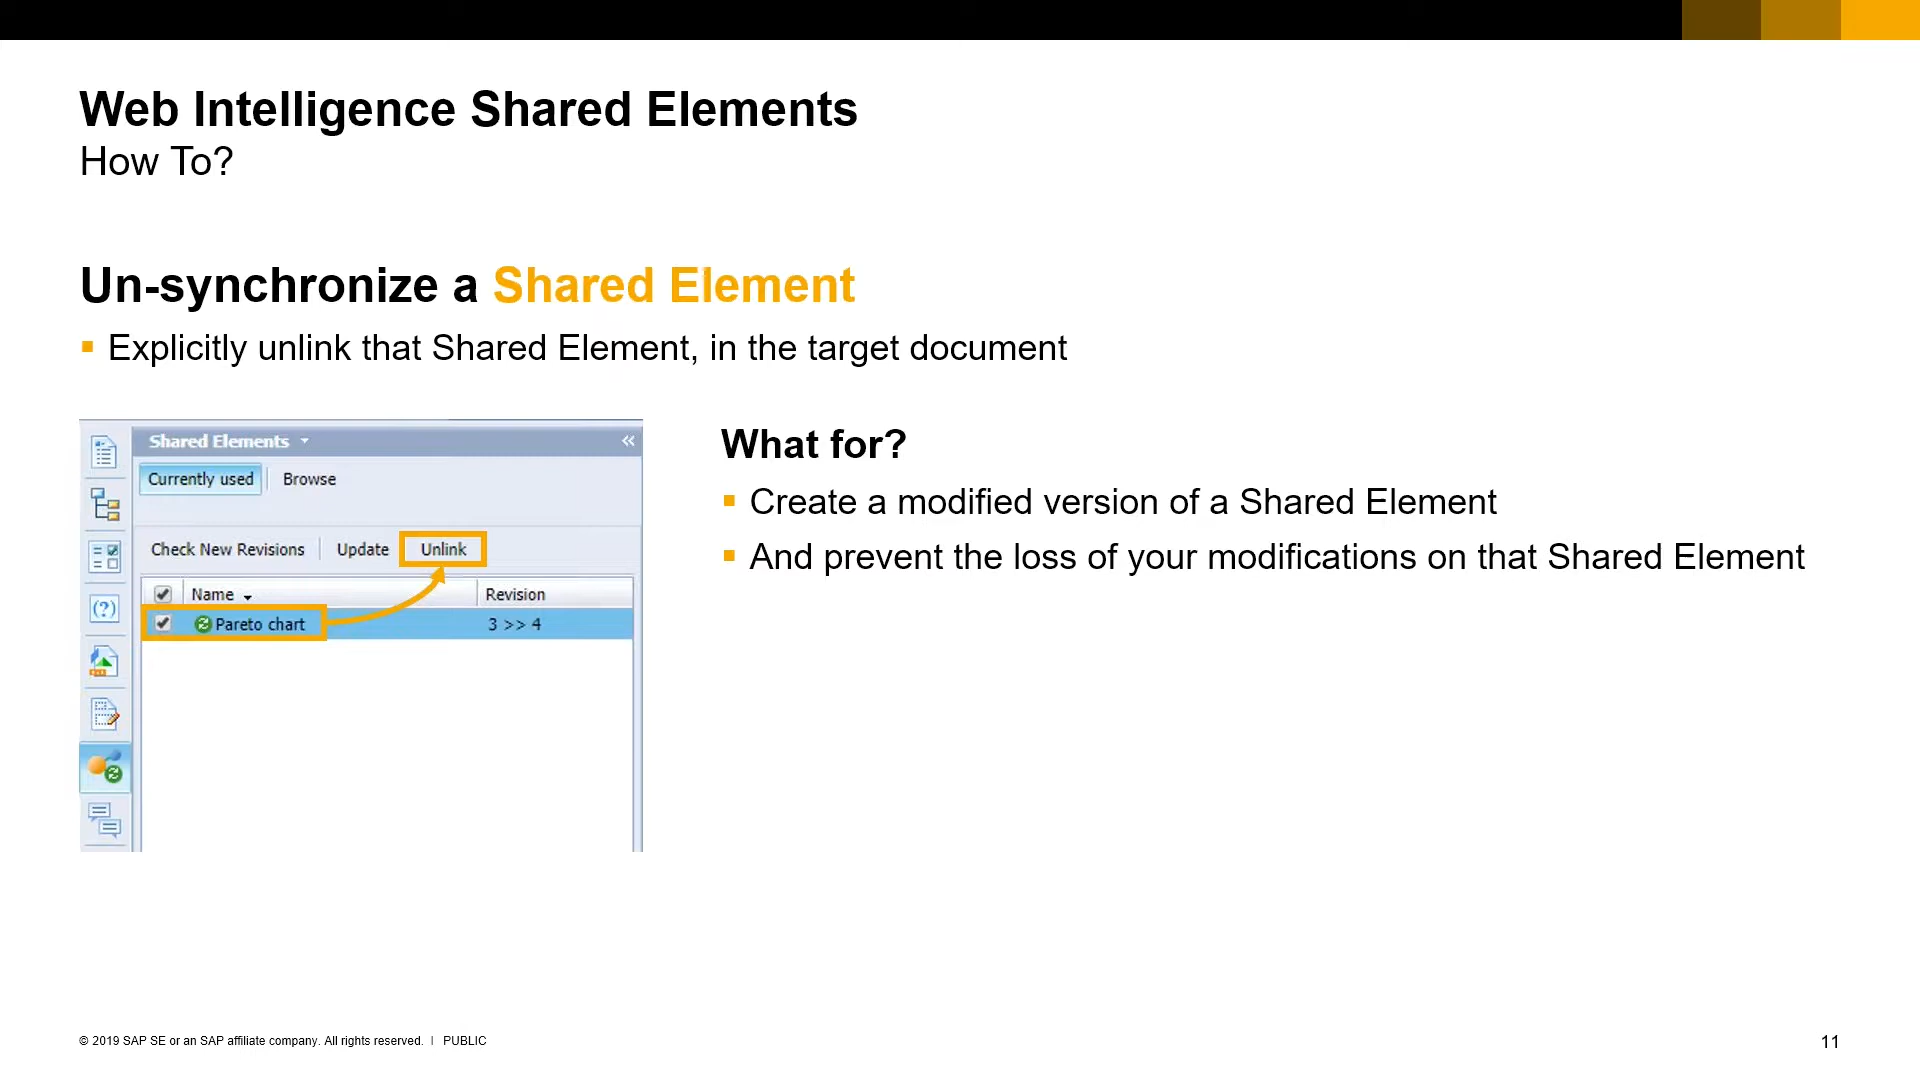 Web Intelligence Shared Elements
How To?
Un-synchronize a Shared Element
▪ Explicitly unlink that Shared Element, in the target document
Shared Elements
Currently used
Browse
Check New Revisions
Update
Unlink
Name
Revision
Pareto chart
3 >> 4
What for?
▪ Create a modified version of a Shared Element
▪ And prevent the loss of your modifications on that Shared Element
© 2019 SAP SE or an SAP affiliate company. All rights reserved. | PUBLIC
11